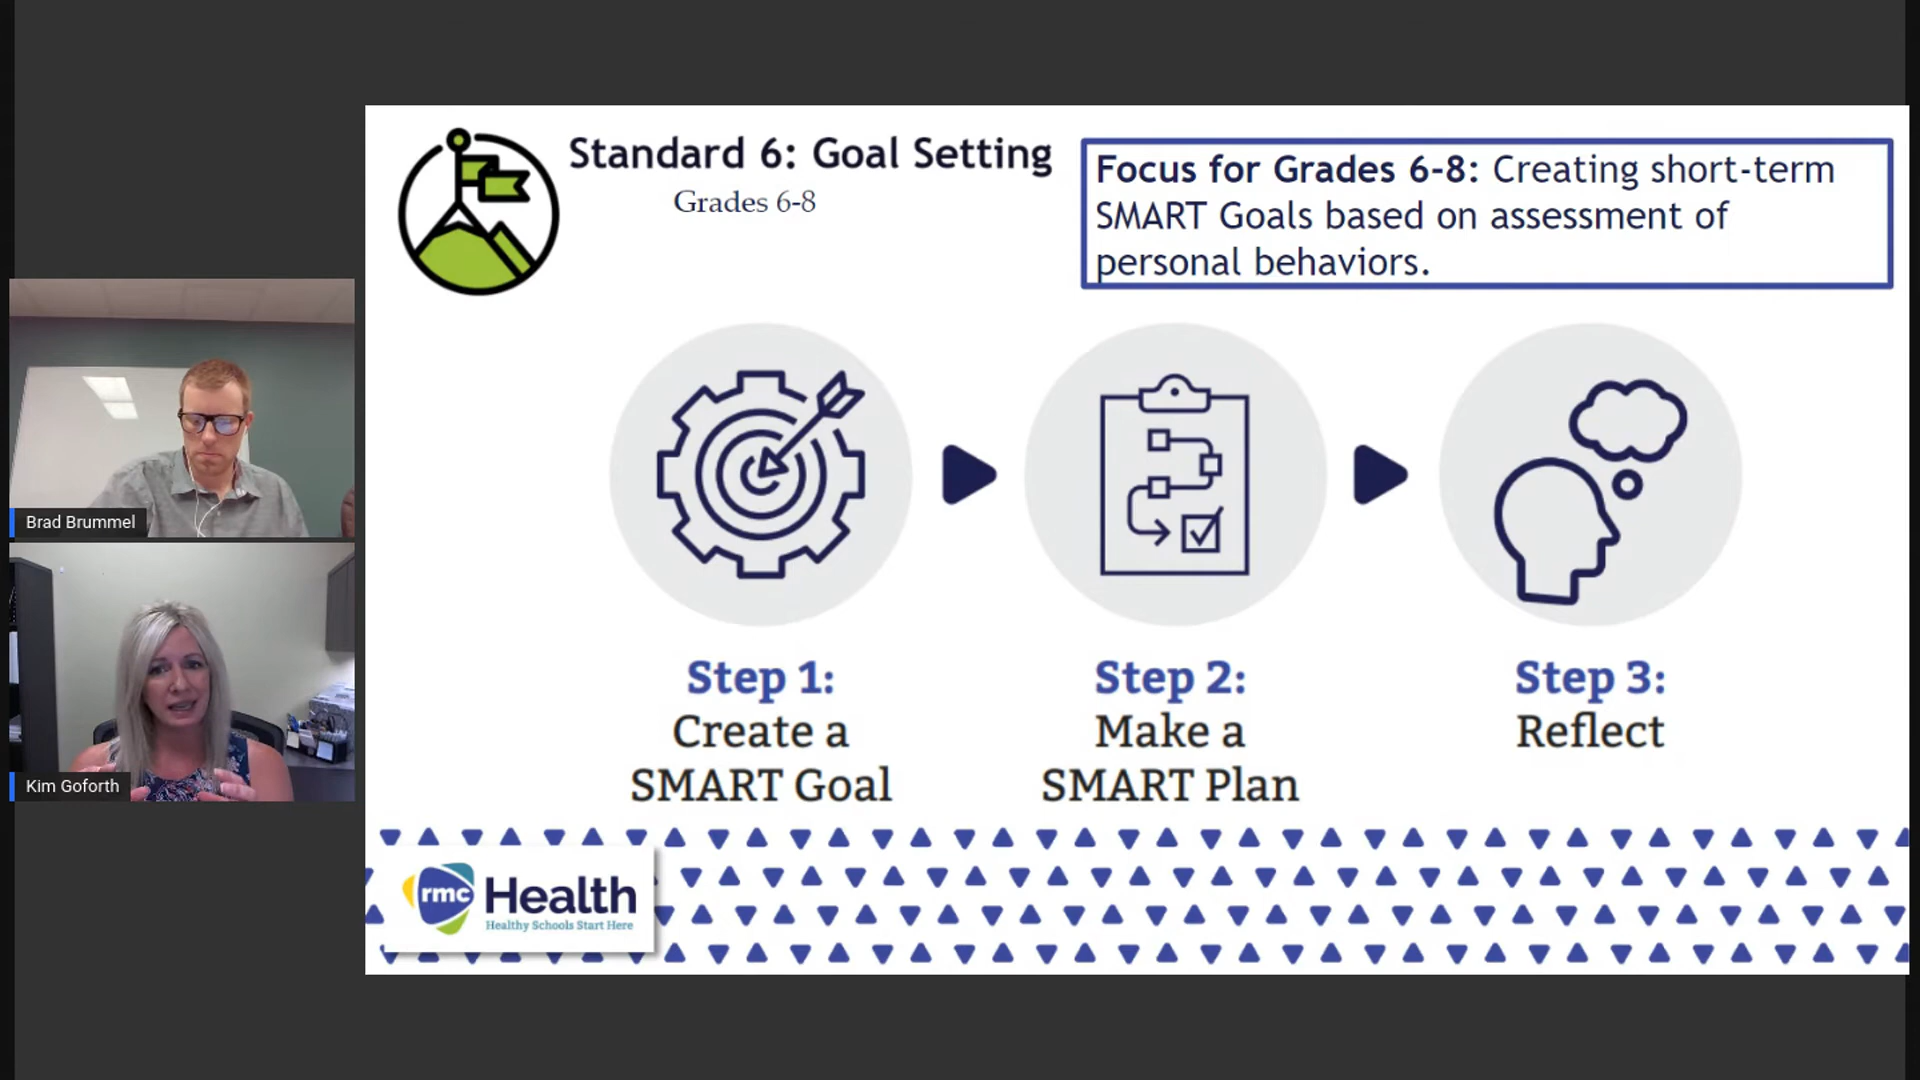 Standard 6: Goal Setting
Grades 6-8
Focus for Grades 6-8: Creating short-term
SMART Goals based on assessment of
personal behaviors.
Brad Brummel
Kim Goforth
Step 1:
Create a
SMART Goal
Step 2:
Make a
SMART Plan
Step 3:
Reflect
rmc Health
Healthy Schools Start Here